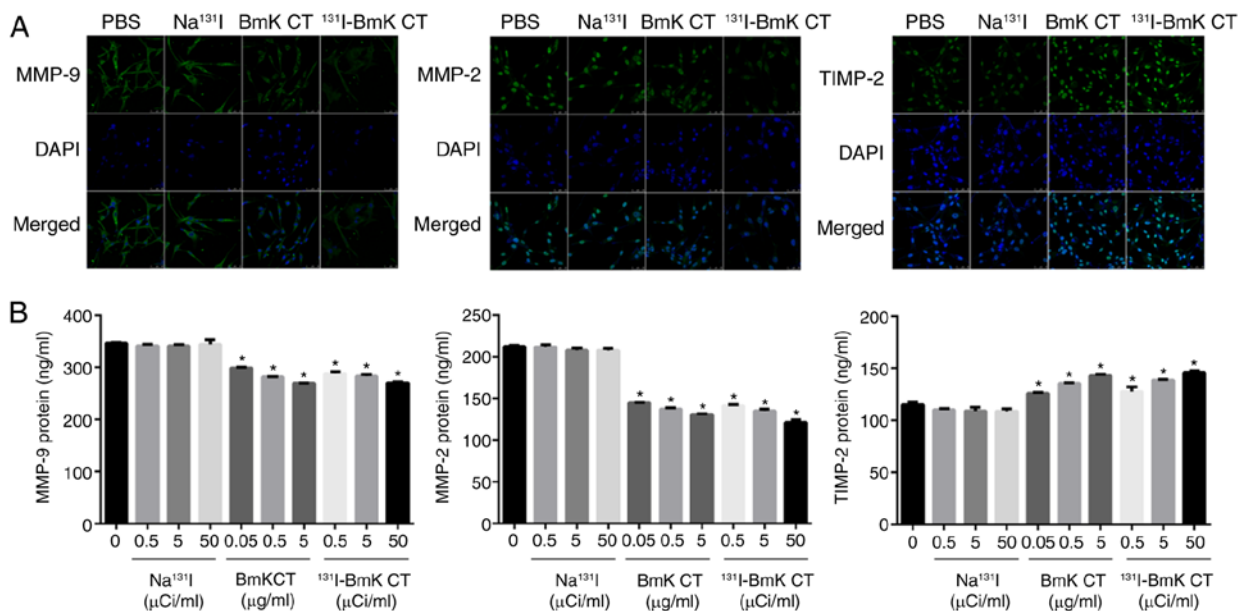 A
PBS Na¹³¹I BmK CT ¹³¹I-BmK CT
MMP-9
DAPI
Merged
PBS Na¹³¹I BmK CT ¹³¹I-BmK CT
MMP-2
DAPI
Merged
PBS Na¹³¹I BmK CT ¹³¹I-BmK CT
TIMP-2
DAPI
Merged
B
MMP-9 protein (ng/ml)
400
300
200
100
0
0 0.5 5 50 0.05 0.5 5 0.5 5 50
Na¹³¹I BmKCT ¹³¹I-BmK CT
(μCi/ml) (μg/ml) (μCi/ml)
* * * * * *
MMP-2 protein (ng/ml)
250
200
150
100
50
0
0 0.5 5 50 0.05 0.5 5 0.5 5 50
Na¹³¹I BmK CT ¹³¹I-BmK CT
(μCi/ml) (μg/ml) (μCi/ml)
* * * * * *
TIMP-2 protein (ng/ml)
200
150
100
50
0
0 0.5 5 50 0.05 0.5 5 0.5 5 50
Na¹³¹I BmK CT ¹³¹I-BmK CT
(μCi/ml) (μg/ml) (μCi/ml)
* * * * * *